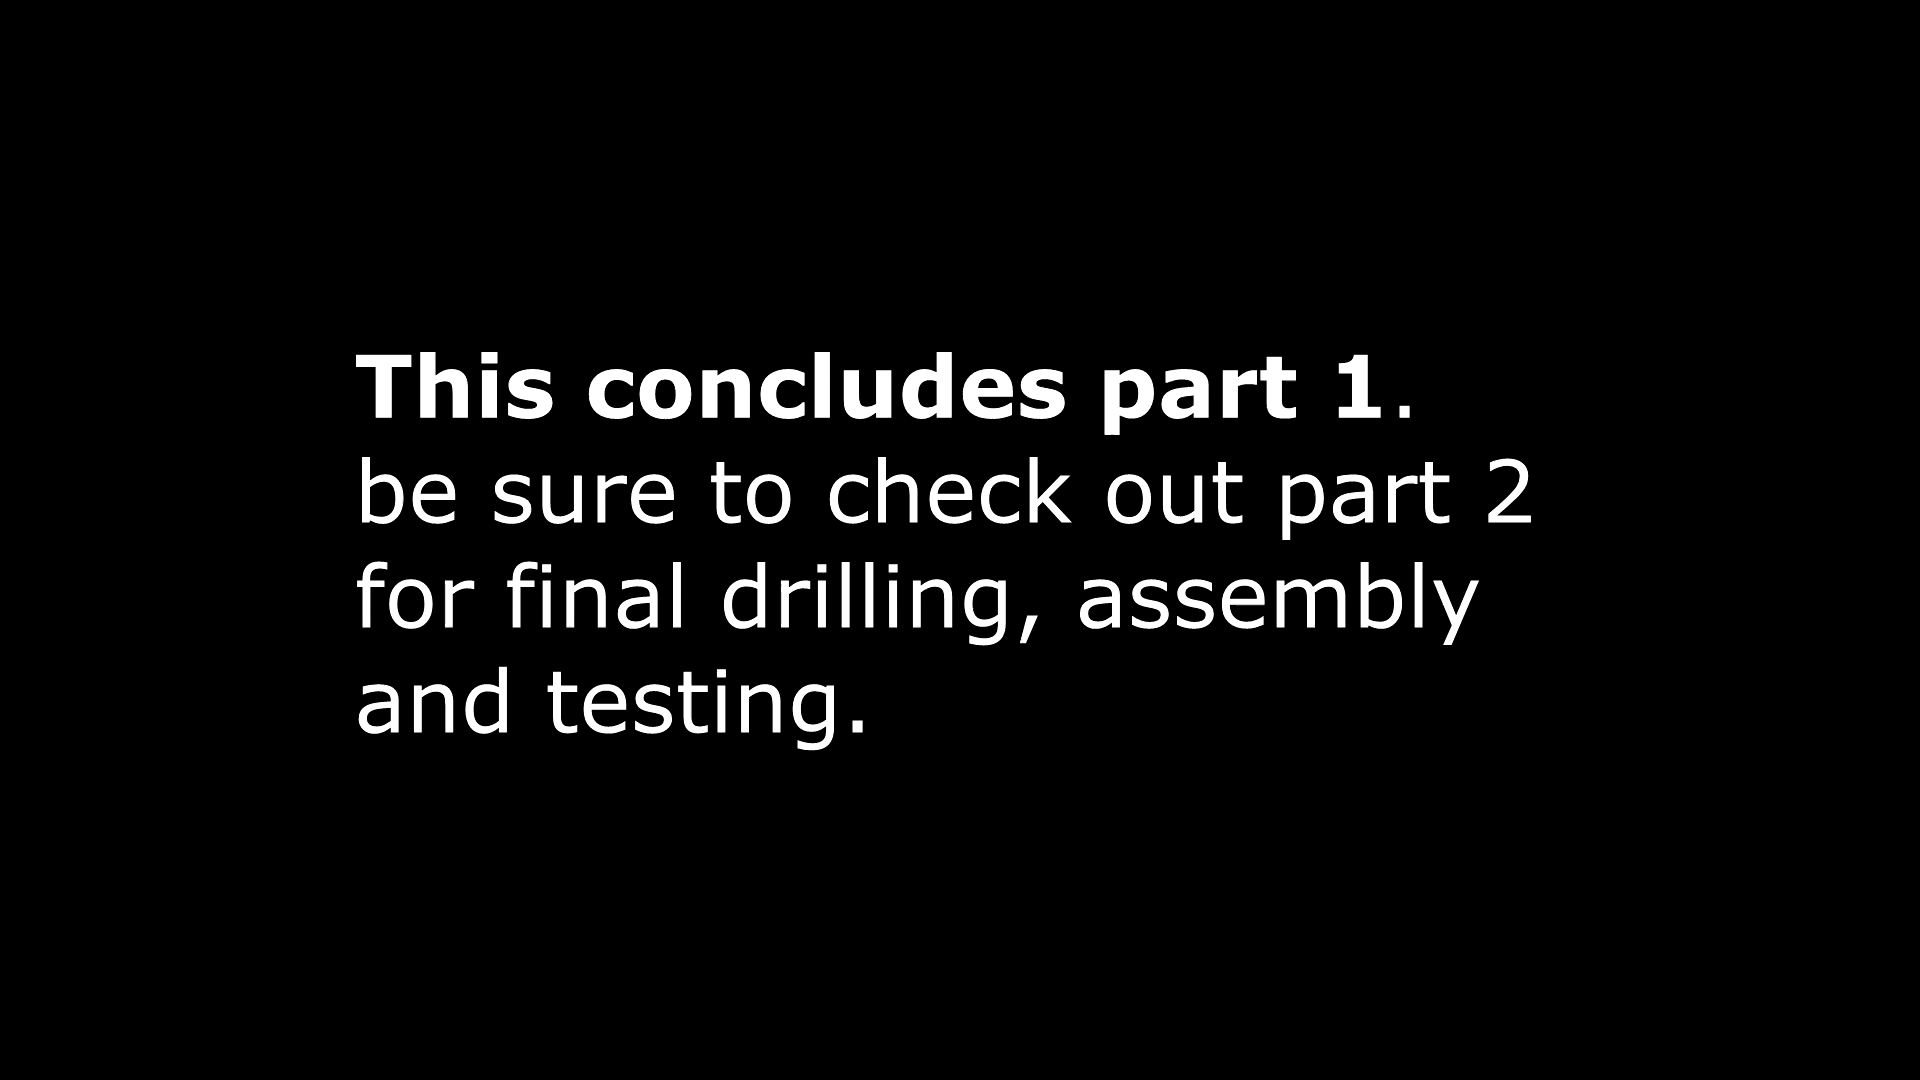 This concludes part 1.
be sure to check out part 2
for final drilling, assembly
and testing.